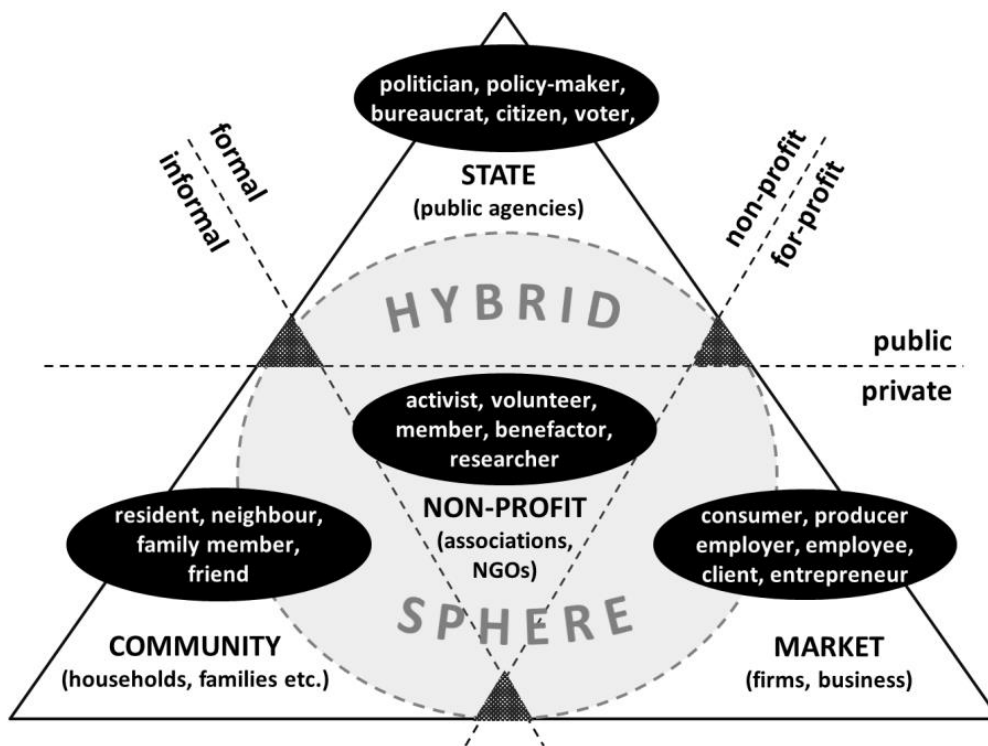 politician, policy-maker,
bureaucrat, citizen, voter,
formal
informal
non-profit
for-profit
STATE
(public agencies)
HYBRID
public
private
activist, volunteer,
member, benefactor,
researcher
NON-PROFIT
(associations,
NGOs)
resident, neighbour,
family member,
friend
consumer, producer
employer, employee,
client, entrepreneur
SPHERE
COMMUNITY
(households, families etc.)
MARKET
(firms, business)